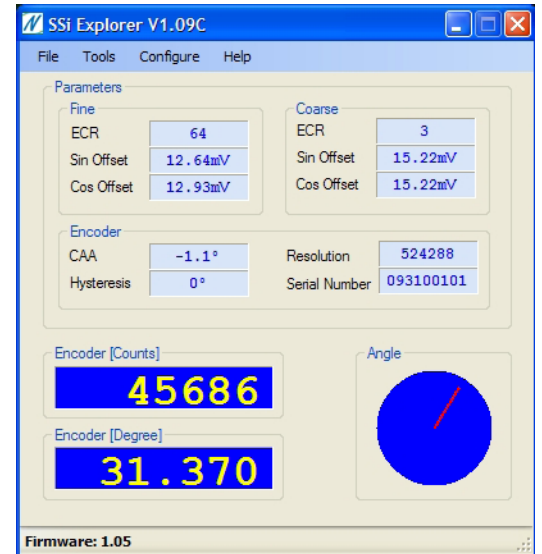 SSi Explorer V1.09C
File Tools Configure Help
Parameters
Fine
ECR 64
Sin Offset 12.64mV
Cos Offset 12.93mV
Coarse
ECR 3
Sin Offset 15.22mV
Cos Offset 15.22mV
Encoder
CAA -1.1°
Hysteresis 0°
Resolution 524288
Serial Number 093100101
Encoder [Counts]
45686
Encoder [Degree]
31.370
Angle
Firmware: 1.05